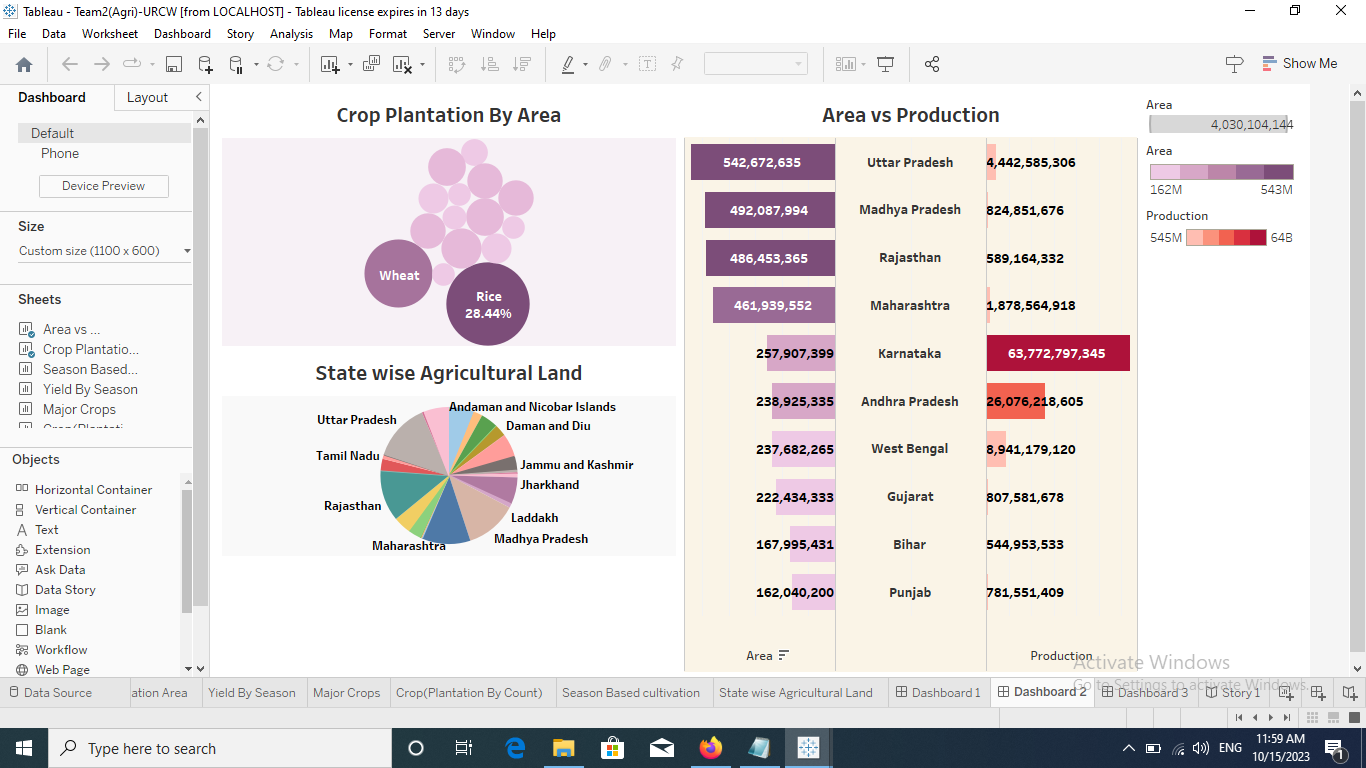 Tableau - Team2(Agri)-URCW [from LOCALHOST] - Tableau license expires in 13 days
File Data Worksheet Dashboard Story Analysis Map Format Server Window Help
Show Me
Dashboard Layout
Default
Phone
Device Preview
Size
Custom size (1100 x 600)
Sheets
Area vs ...
Crop Plantatio...
Season Based...
Yield By Season
Major Crops
Objects
Horizontal Container
Vertical Container
Text
Extension
Ask Data
Data Story
Image
Blank
Workflow
Web Page
Crop Plantation By Area
Wheat
Rice
28.44%
State wise Agricultural Land
Andaman and Nicobar Islands
Uttar Pradesh
Daman and Diu
Tamil Nadu
Jammu and Kashmir
Jharkhand
Rajasthan
Laddakh
Madhya Pradesh
Maharashtra
Area vs Production
542,672,635 Uttar Pradesh 4,442,585,306
492,087,994 Madhya Pradesh 824,851,676
486,453,365 Rajasthan 589,164,332
461,939,552 Maharashtra 1,878,564,918
257,907,399 Karnataka 63,772,797,345
238,925,335 Andhra Pradesh 26,076,218,605
237,682,265 West Bengal 8,941,179,120
222,434,333 Gujarat 807,581,678
167,995,431 Bihar 544,953,533
162,040,200 Punjab 781,551,409
Area Production
Area
4,030,104,144
Area
162M 543M
Production
545M 64B
Activate Windows
Go to Settings to activate Windows.
Data Source ation Area Yield By Season Major Crops Crop(Plantation By Count) Season Based cultivation State wise Agricultural Land Dashboard 1 Dashboard 2 Dashboard 3 Story 1
Type here to search
ENG
11:59 AM
10/15/2023
1